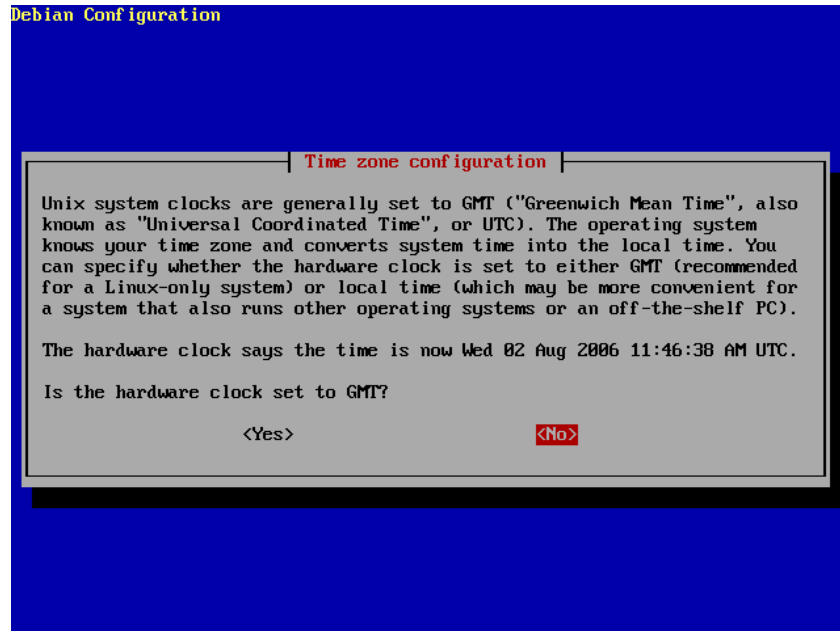 Debian Configuration
Time zone configuration
Unix system clocks are generally set to GMT ("Greenwich Mean Time", also
known as "Universal Coordinated Time", or UTC). The operating system
knows your time zone and converts system time into the local time. You
can specify whether the hardware clock is set to either GMT (recommended
for a Linux-only system) or local time (which may be more convenient for
a system that also runs other operating systems or an off-the-shelf PC).
The hardware clock says the time is now Wed 02 Aug 2006 11:46:38 AM UTC.
Is the hardware clock set to GMT?
<Yes> <No>